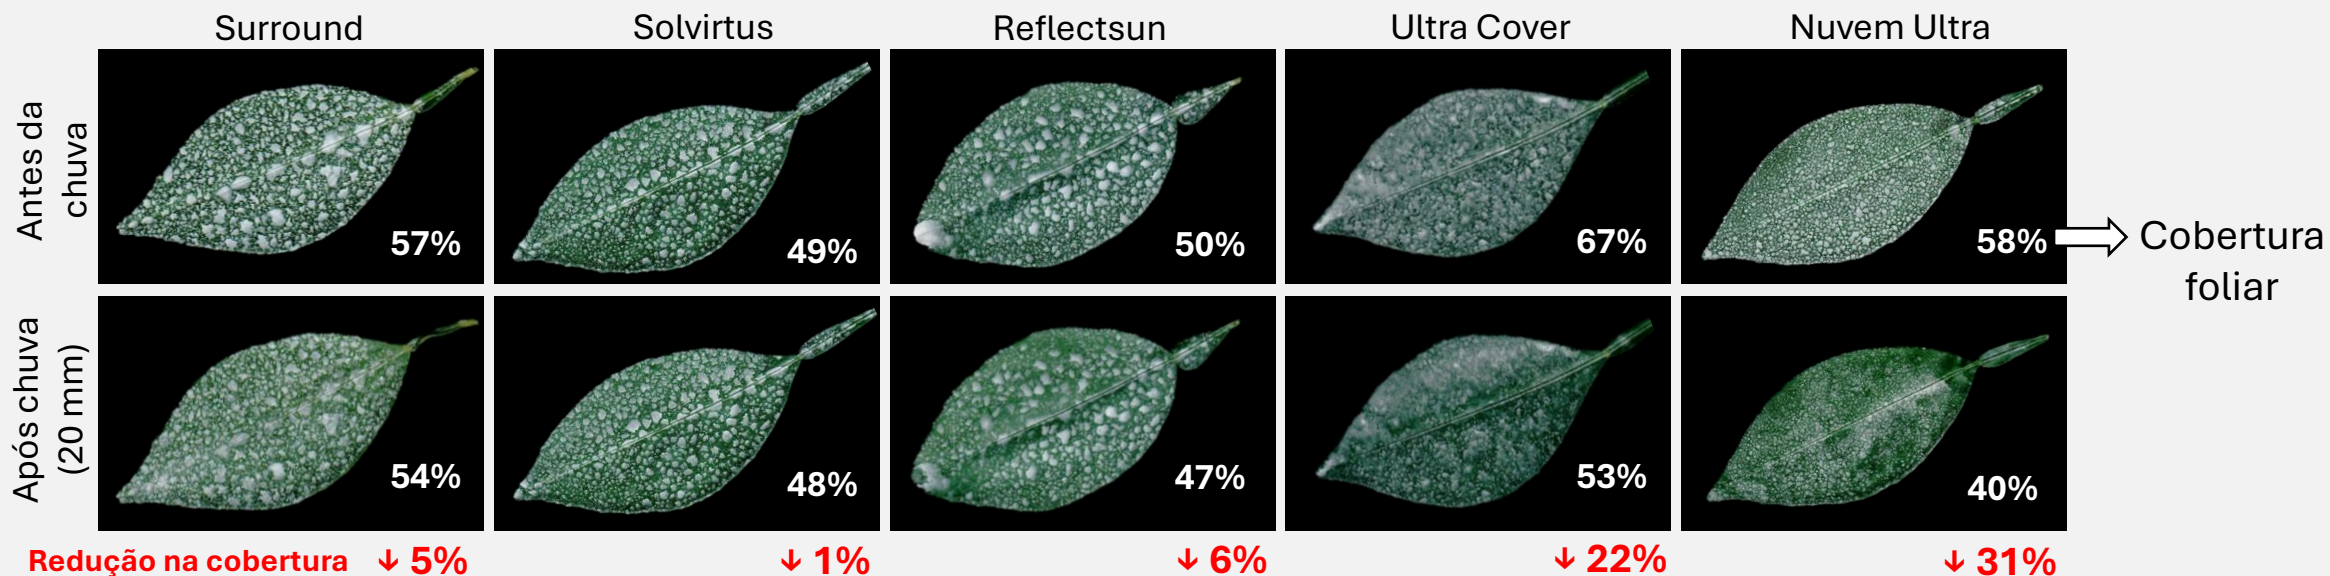 Surround Solvirtus Reflectsun Ultra Cover Nuvem Ultra
Antes da
chuva
57% 49% 50% 67% 58%
Cobertura
foliar
Após chuva
(20 mm)
54% 48% 47% 53% 40%
Redução na cobertura ↓ 5% ↓ 1% ↓ 6% ↓ 22% ↓ 31%